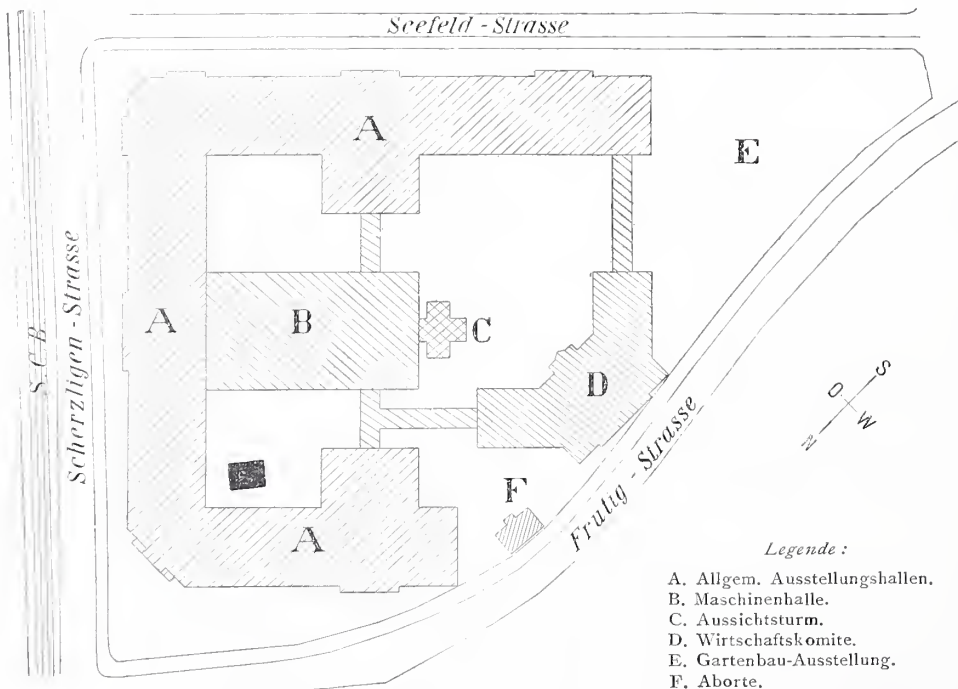 Seefeld - Strasse
A
E
Scherzligen - Strasse
S.C.B
A
B
C
D
S
O
W
N
Frutig - Strasse
F
A
Legende :
A. Allgem. Ausstellungshallen.
B. Maschinenhalle.
C. Aussichtsturm.
D. Wirtschaftskomite.
E. Gartenbau-Ausstellung.
F. Aborte.